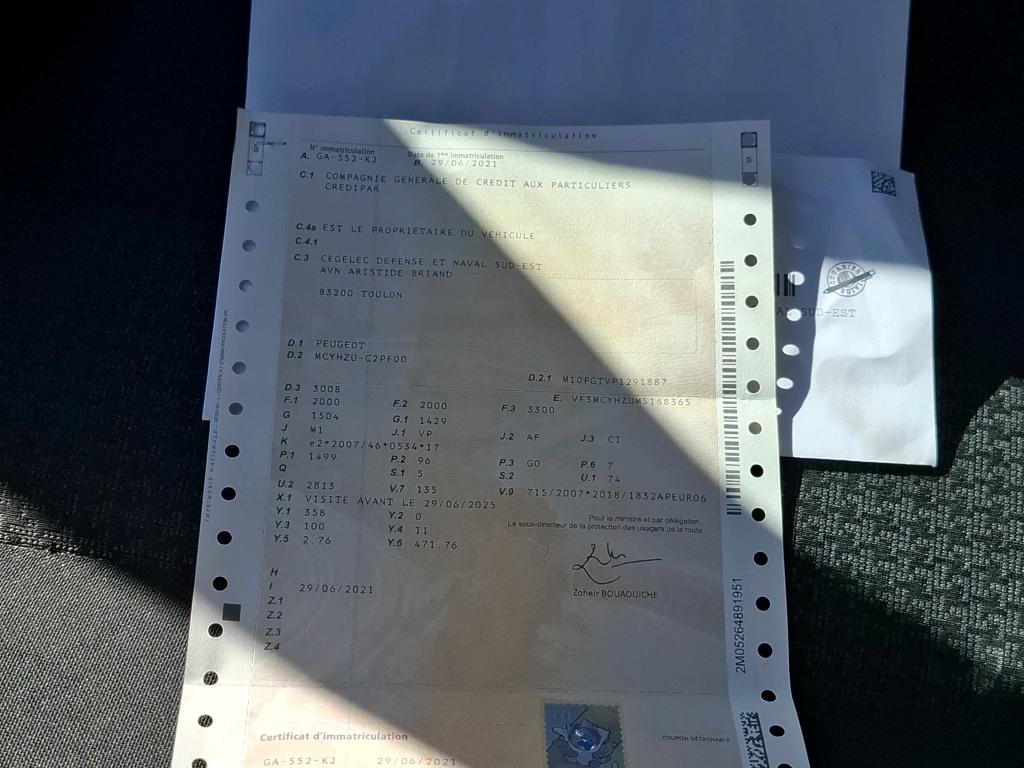 Certificat d'immatriculation
N° immatriculation Date de 1ère immatriculation
A. GA-552-KJ B. 29/06/2021
C.1 COMPAGNIE GENERALE DE CREDIT AUX PARTICULIERS
CREDIPAR
C.4a EST LE PROPRIÉTAIRE DU VÉHICULE
C.4.1
C.3 CEGELEC DEFENSE ET NAVAL SUD-EST
AVN ARISTIDE BRIAND
83200 TOULON
D.1 PEUGEOT
D.2 MCYHZU-C2PF00
D.2.1 M10PGTVP1291887
D.3 3008 E. VF3MCYHZUMS168365
F.1 2000 F.2 2000 F.3 3300
G 1504 G.1 1429
J M1 J.1 VP J.2 AF J.3 CI
K e2*2007/46*0534*17
P.1 1499 P.2 96 P.3 GO P.6 7
Q S.1 5 S.2 U.1 74
U.2 2813 V.7 135 V.9 715/2007*2018/1832APEURO6
X.1 VISITE AVANT LE 29/06/2025
Y.1 358 Y.2 0
Y.3 100 Y.4 11
Y.5 2.76 Y.6 471,76
Pour le ministre et par délégation,
Le sous-directeur de la protection des usagers de la route
Zoheir BOUAOUICHE
H
I 29/06/2021
Z.1
Z.2
Z.3
Z.4
Certificat d'immatriculation
COUPON DÉTACHABLE
GA-552-KJ 29/06/2021
2M05264891951
SUD-EST